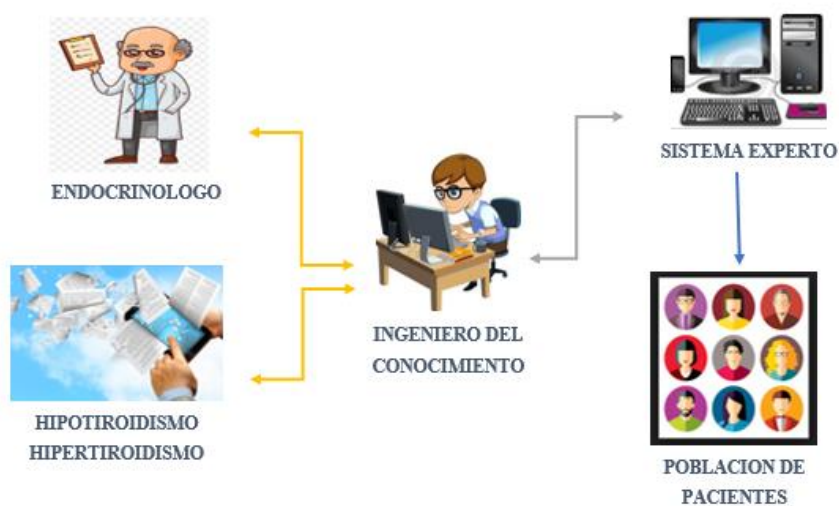 ENDOCRINOLOGO
SISTEMA EXPERTO
INGENIERO DEL
CONOCIMIENTO
HIPOTIROIDISMO
HIPERTIROIDISMO
POBLACION DE
PACIENTES